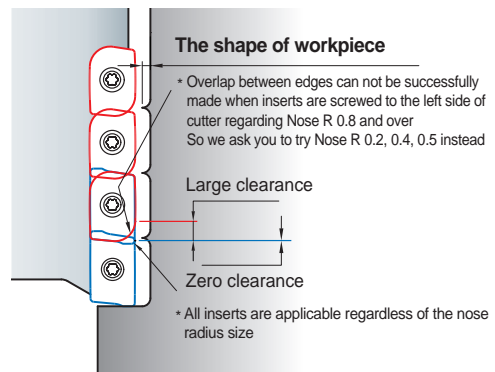 The shape of workpiece
* Overlap between edges can not be successfully
made when inserts are screwed to the left side of
cutter regarding Nose R 0.8 and over
So we ask you to try Nose R 0.2, 0.4, 0.5 instead
Large clearance
Zero clearance
* All inserts are applicable regardless of the nose
radius size